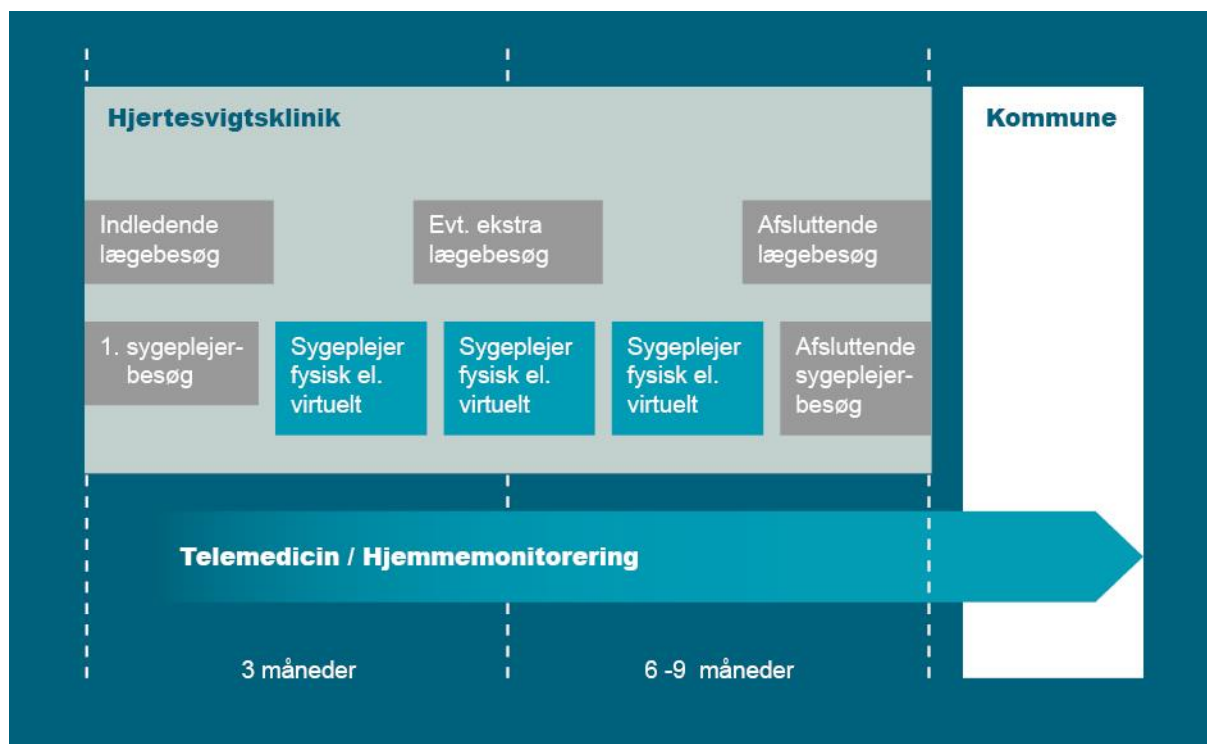 Hjertesvigtsklinik
Kommune
Indledende
lægebesøg
Evt. ekstra
lægebesøg
Afsluttende
lægebesøg
1. sygeplejer-
besøg
Sygeplejer
fysisk el.
virtuelt
Sygeplejer
fysisk el.
virtuelt
Sygeplejer
fysisk el.
virtuelt
Afsluttende
sygeplejer-
besøg
Telemedicin / Hjemmemonitorering
3 måneder
6 -9 måneder